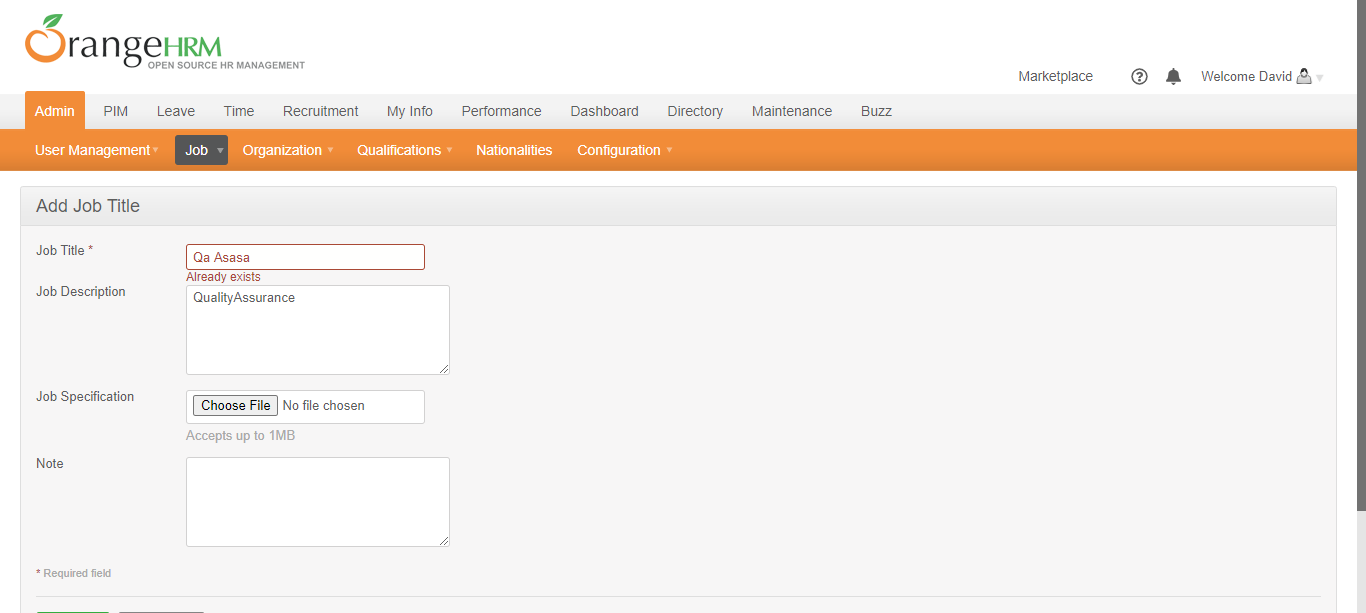 OrangeHRM
OPEN SOURCE HR MANAGEMENT
Marketplace ? Welcome David
Admin PIM Leave Time Recruitment My Info Performance Dashboard Directory Maintenance Buzz
User Management Job Organization Qualifications Nationalities Configuration
Add Job Title
Job Title * Qa Asasa
Already exists
Job Description QualityAssurance
Job Specification Choose File No file chosen
Accepts up to 1MB
Note
* Required field